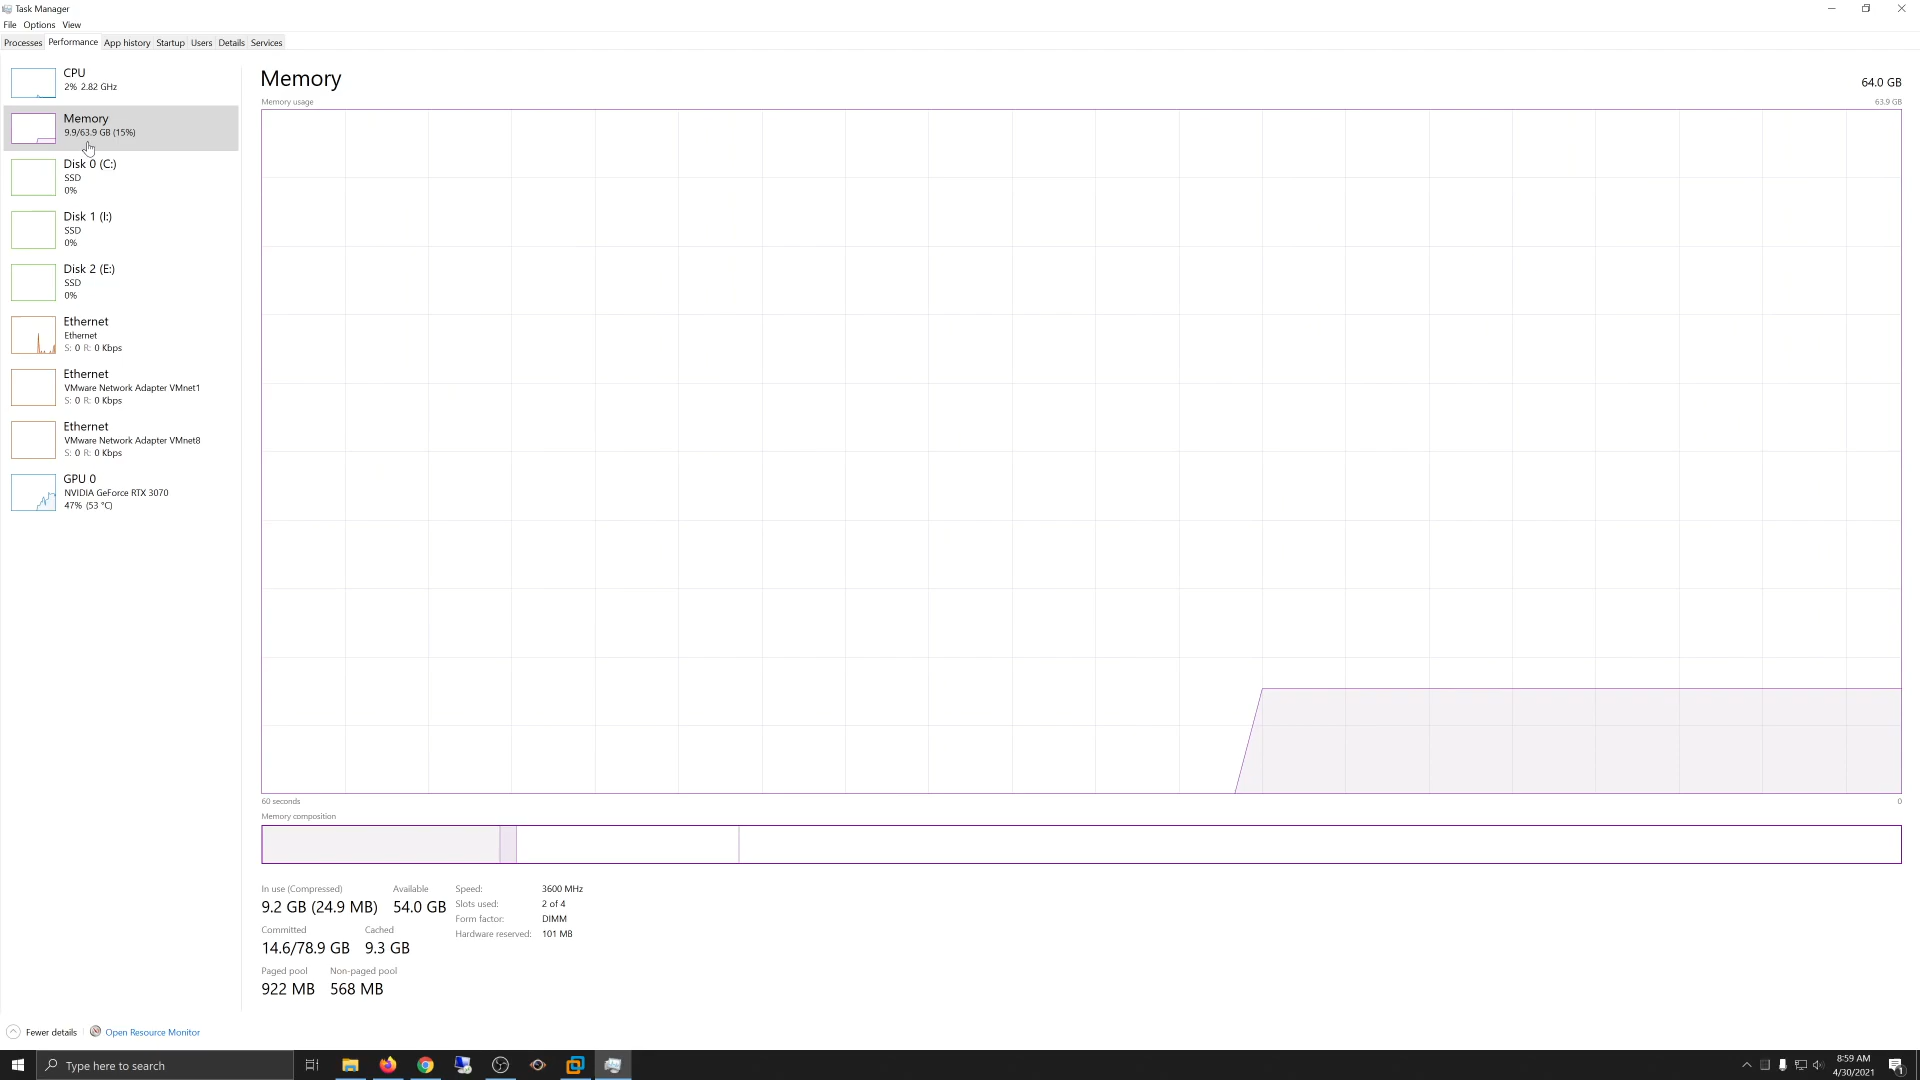 Task Manager
File Options View
Processes Performance App history Startup Users Details Services
CPU
2% 2.82 GHz
Memory
9.9/63.9 GB (15%)
Disk 0 (C:)
SSD
0%
Disk 1 (I:)
SSD
0%
Disk 2 (E:)
SSD
0%
Ethernet
Ethernet
S: 0 R: 0 Kbps
Ethernet
VMware Network Adapter VMnet1
S: 0 R: 0 Kbps
Ethernet
VMware Network Adapter VMnet8
S: 0 R: 0 Kbps
GPU 0
NVIDIA GeForce RTX 3070
47% (53 °C)
Memory 64.0 GB
Memory usage 63.9 GB
60 seconds 0
Memory composition
In use (Compressed) Available
9.2 GB (24.9 MB) 54.0 GB
Committed Cached
14.6/78.9 GB 9.3 GB
Paged pool Non-paged pool
922 MB 568 MB
Speed: 3600 MHz
Slots used: 2 of 4
Form factor: DIMM
Hardware reserved: 101 MB
Fewer details Open Resource Monitor
Type here to search
8:59 AM
4/30/2021
1